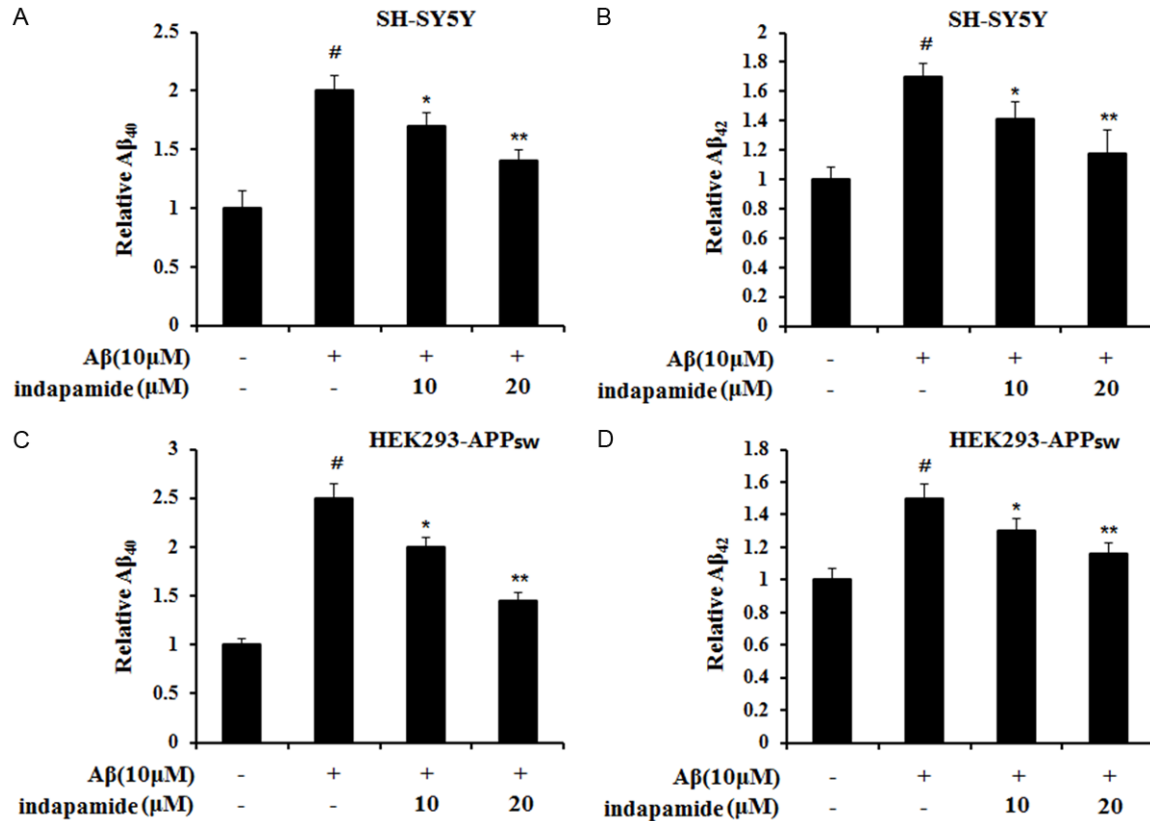 A
SH-SY5Y
Relative Aβ40
2.5
2
1.5
1
0.5
0
#
*
**
Aβ(10μM) - + + +
indapamide(μM) - - 10 20
B
SH-SY5Y
Relative Aβ42
2
1.8
1.6
1.4
1.2
1
0.8
0.6
0.4
0.2
0
#
*
**
Aβ(10μM) - + + +
indapamide(μM) - - 10 20
C
HEK293-APPsw
Relative Aβ40
3
2.5
2
1.5
1
0.5
0
#
*
**
Aβ(10μM) - + + +
indapamide(μM) - - 10 20
D
HEK293-APPsw
Relative Aβ42
1.8
1.6
1.4
1.2
1
0.8
0.6
0.4
0.2
0
#
*
**
Aβ(10μM) - + + +
indapamide(μM) - - 10 20